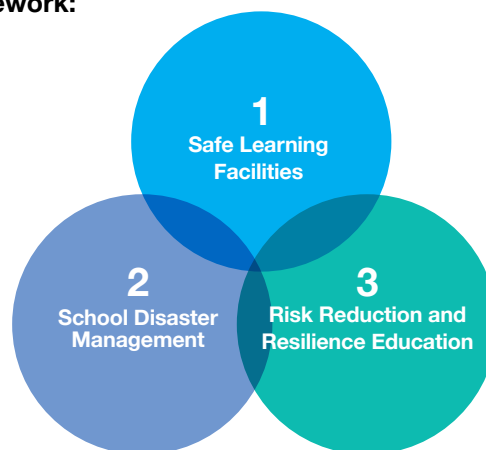 ework:
1
Safe Learning
Facilities
2
School Disaster
Management
3
Risk Reduction and
Resilience Education